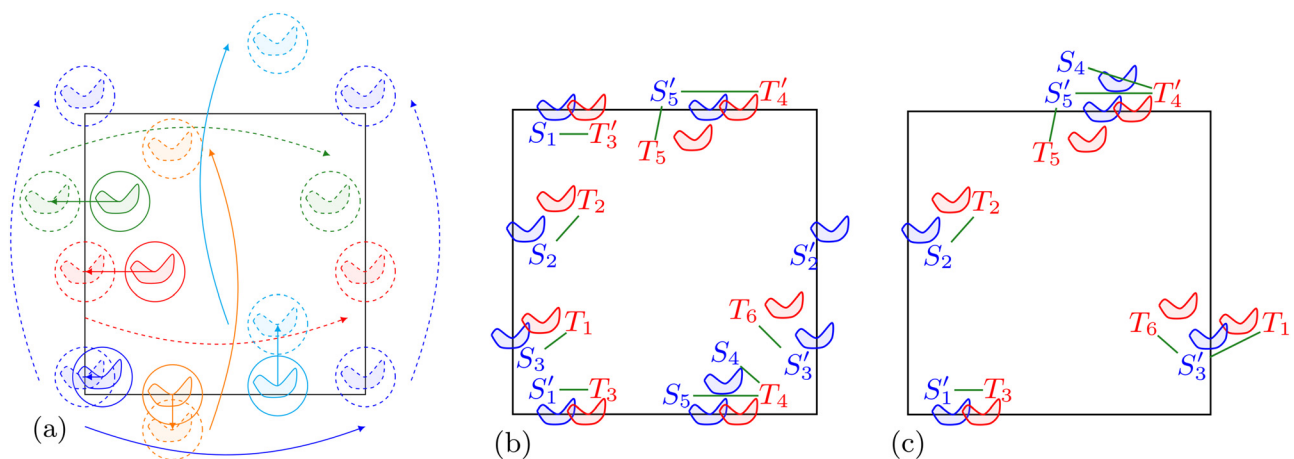 (a)
S′₅ T′₄
S₁ T′₃
T₅
T₂
S₂ S′₂
T₁ T₆
S₃ S₄ S′₃
S′₁ T₃ S₅ T₄
(b)
S₄
S′₅ T′₄
T₅
T₂
S₂
T₆ T₁
S′₃
S′₁ T₃
(c)